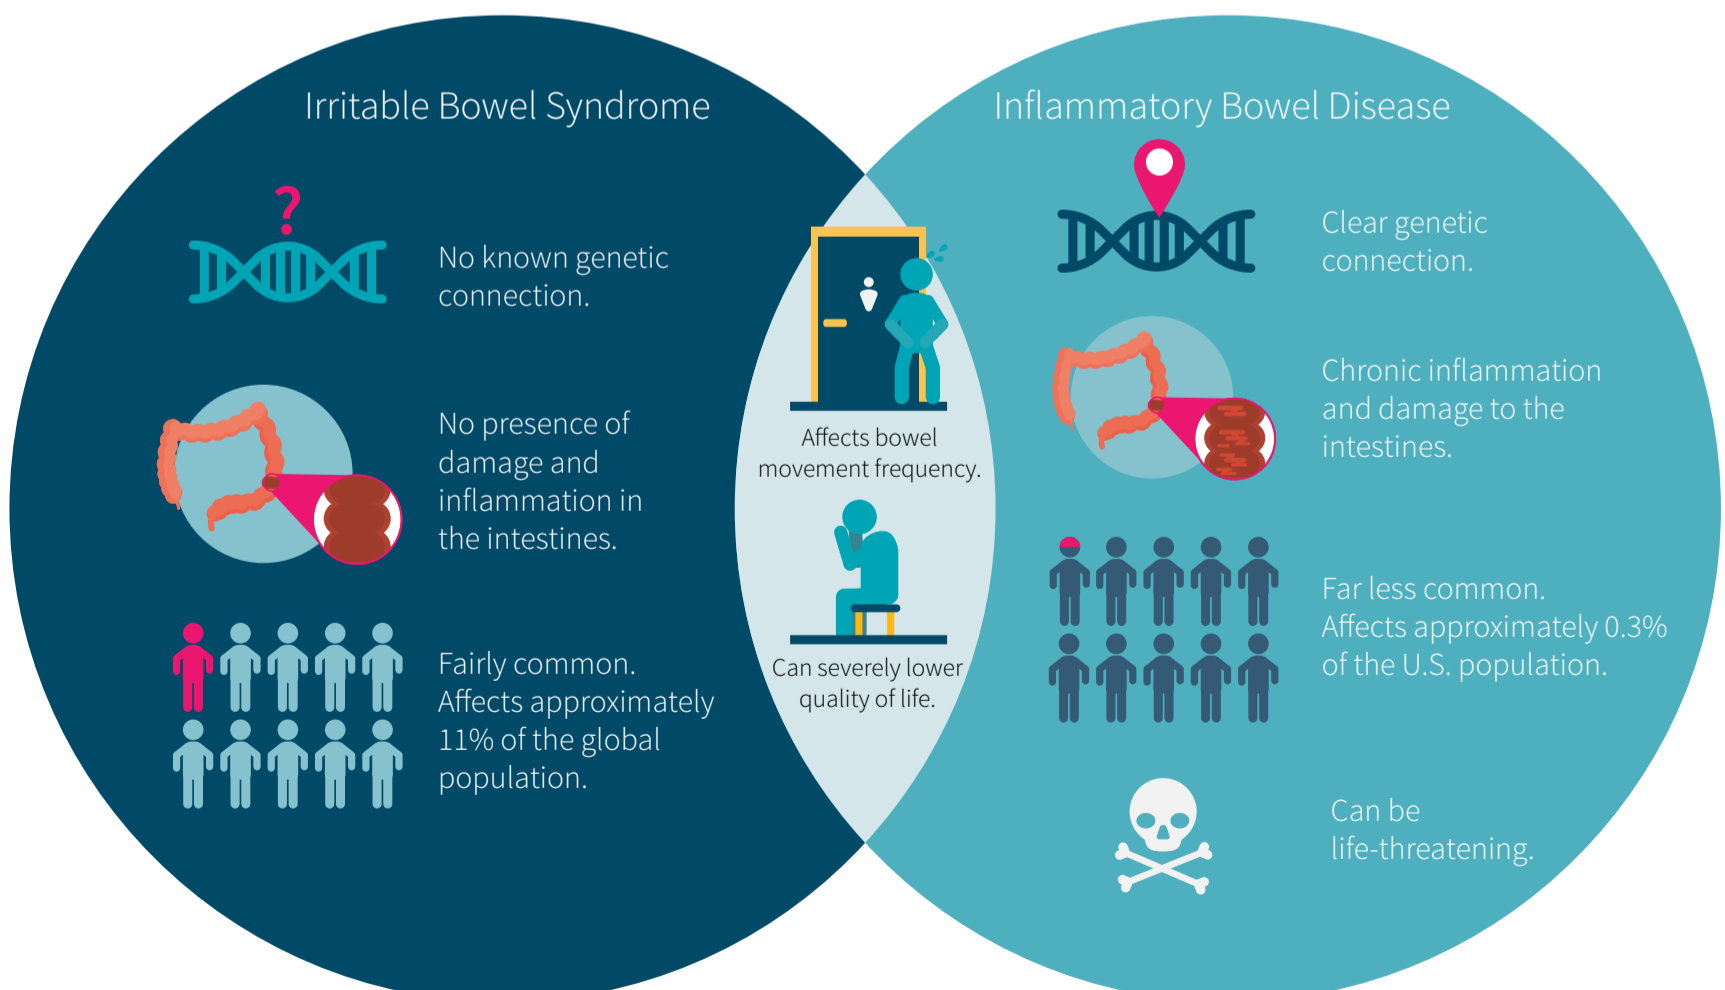 Irritable Bowel Syndrome
?
No known genetic
connection.
No presence of
damage and
inflammation in
the intestines.
Fairly common.
Affects approximately
11% of the global
population.
Affects bowel
movement frequency.
Can severely lower
quality of life.
Inflammatory Bowel Disease
Clear genetic
connection.
Chronic inflammation
and damage to the
intestines.
Far less common.
Affects approximately 0.3%
of the U.S. population.
Can be
life-threatening.